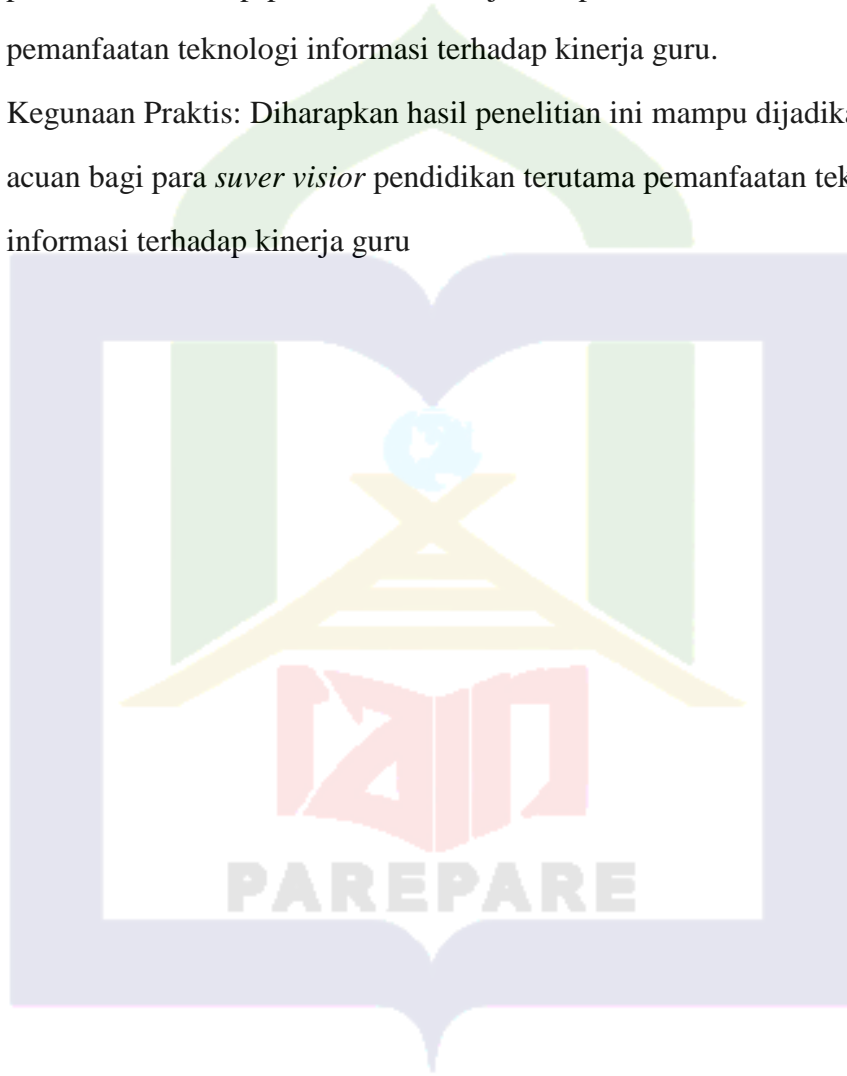 pemanfaatan teknologi informasi terhadap kinerja guru.
Kegunaan Praktis: Diharapkan hasil penelitian ini mampu
acuan bagi para suver visior pendidikan terutama pemanfaatan
informasi terhadap kinerja guru
iain
PAREPARE